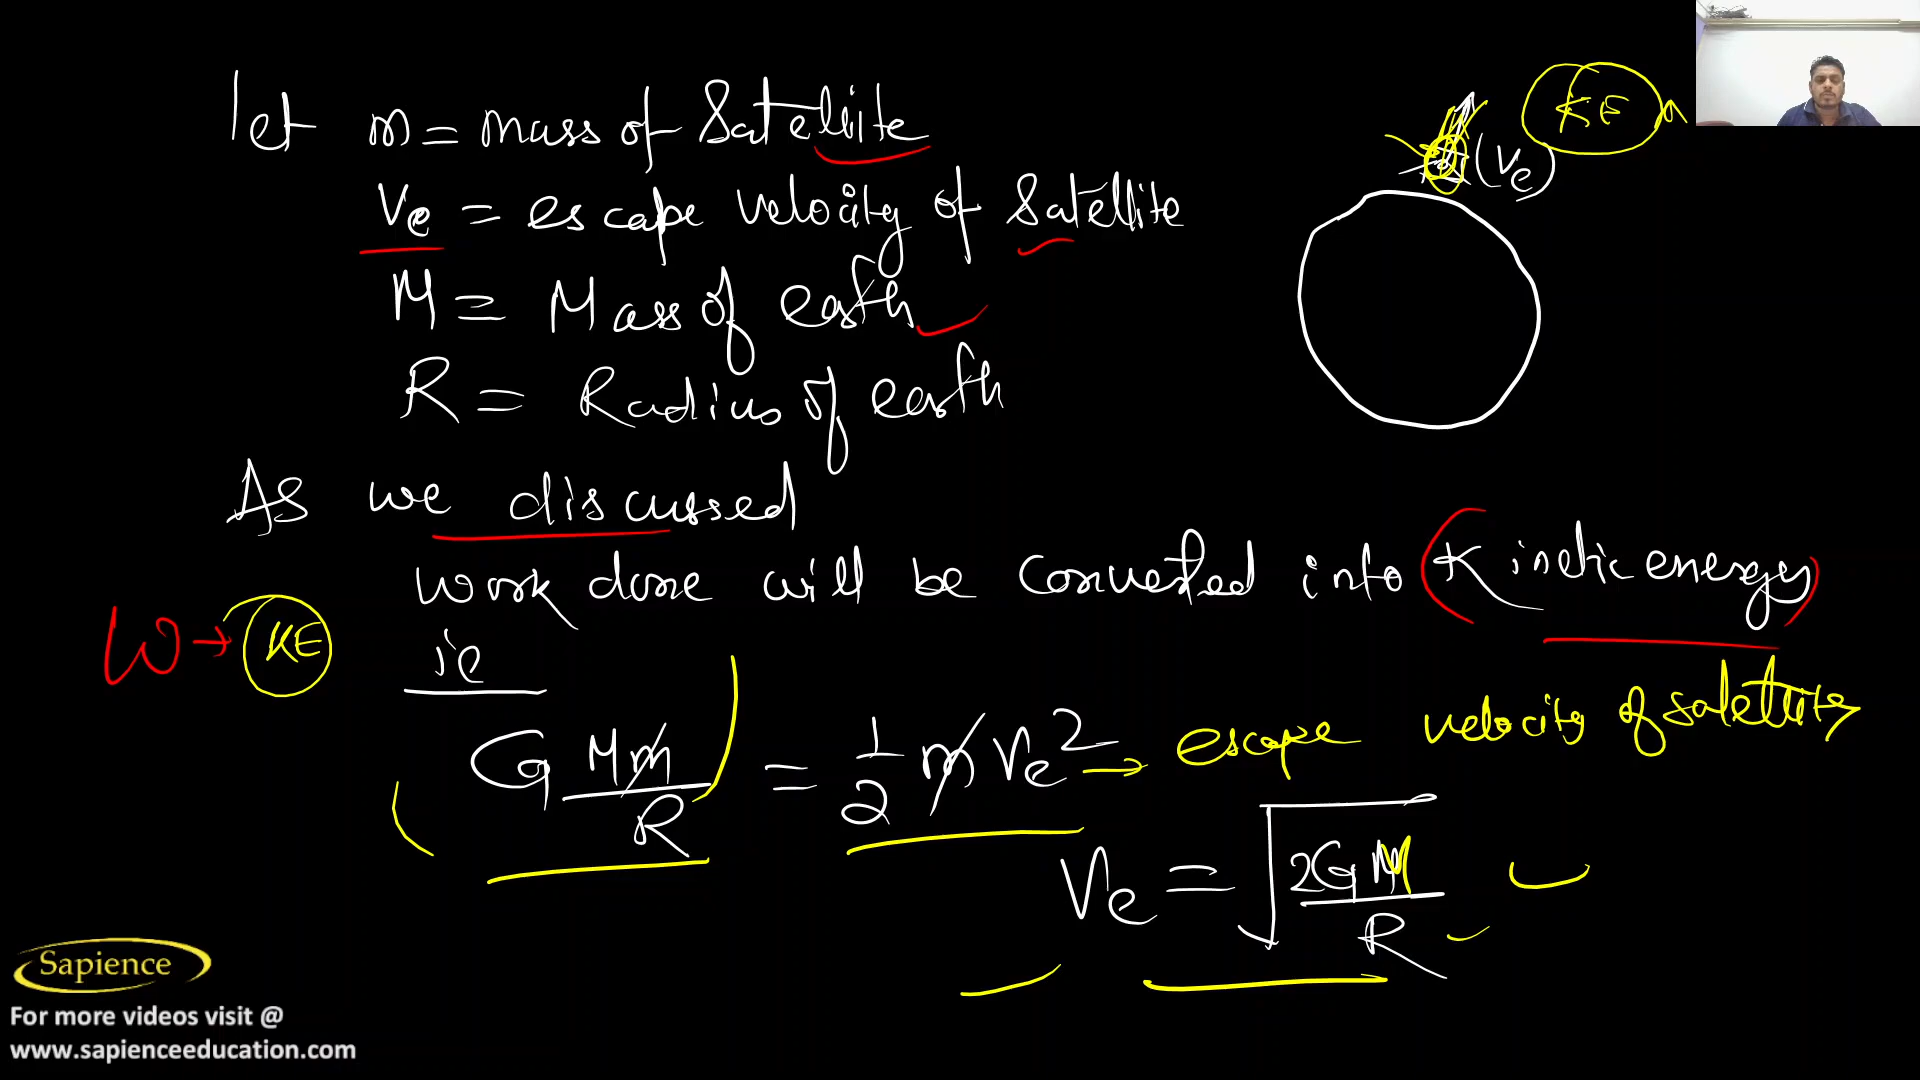 let m = mass of Satellite
Ve = escape velocity of Satellite
M = Mass of earth
R = Radius of earth
KE
(Ve)
As we discussed
work done will be converted into (Kinetic energy)
W → KE
ie
G Mm/R = 1/2 m Ve² → escape velocity of satellite
Ve = √(2GM/R)
Sapience
For more videos visit @
www.sapienceeducation.com